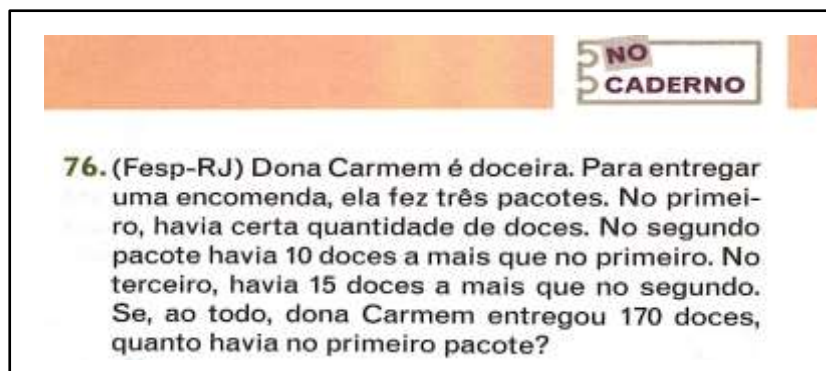 NO
CADERNO
76. (Fesp-RJ) Dona Carmem é doceira. Para entregar
uma encomenda, ela fez três pacotes. No primei-
ro, havia certa quantidade de doces. No segundo
pacote havia 10 doces a mais que no primeiro. No
terceiro, havia 15 doces a mais que no segundo.
Se, ao todo, dona Carmem entregou 170 doces,
quanto havia no primeiro pacote?